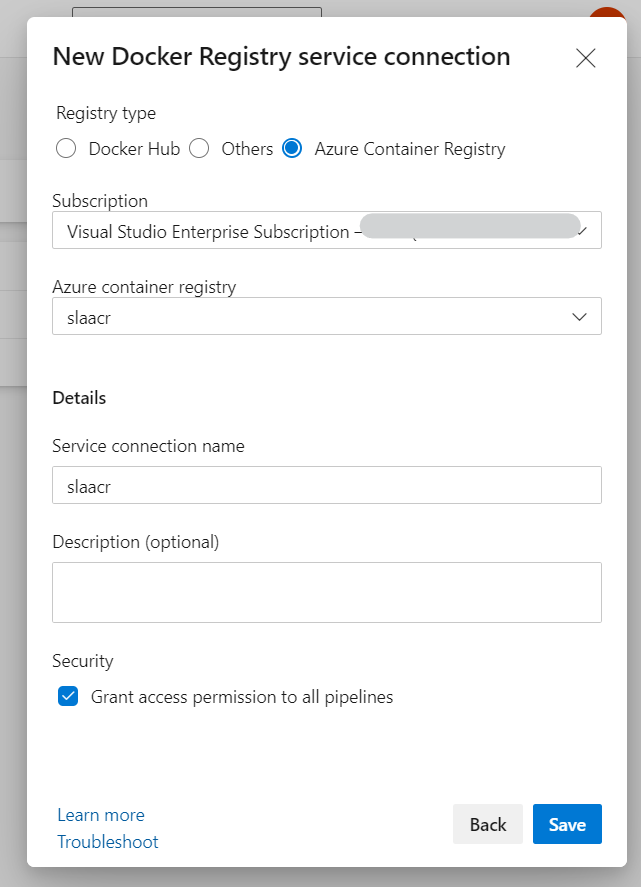 New Docker Registry service connection
Registry type
Docker Hub Others Azure Container Registry
Subscription
Visual Studio Enterprise Subscription –
Azure container registry
slaacr
Details
Service connection name
slaacr
Description (optional)
Security
Grant access permission to all pipelines
Learn more
Troubleshoot
Back Save